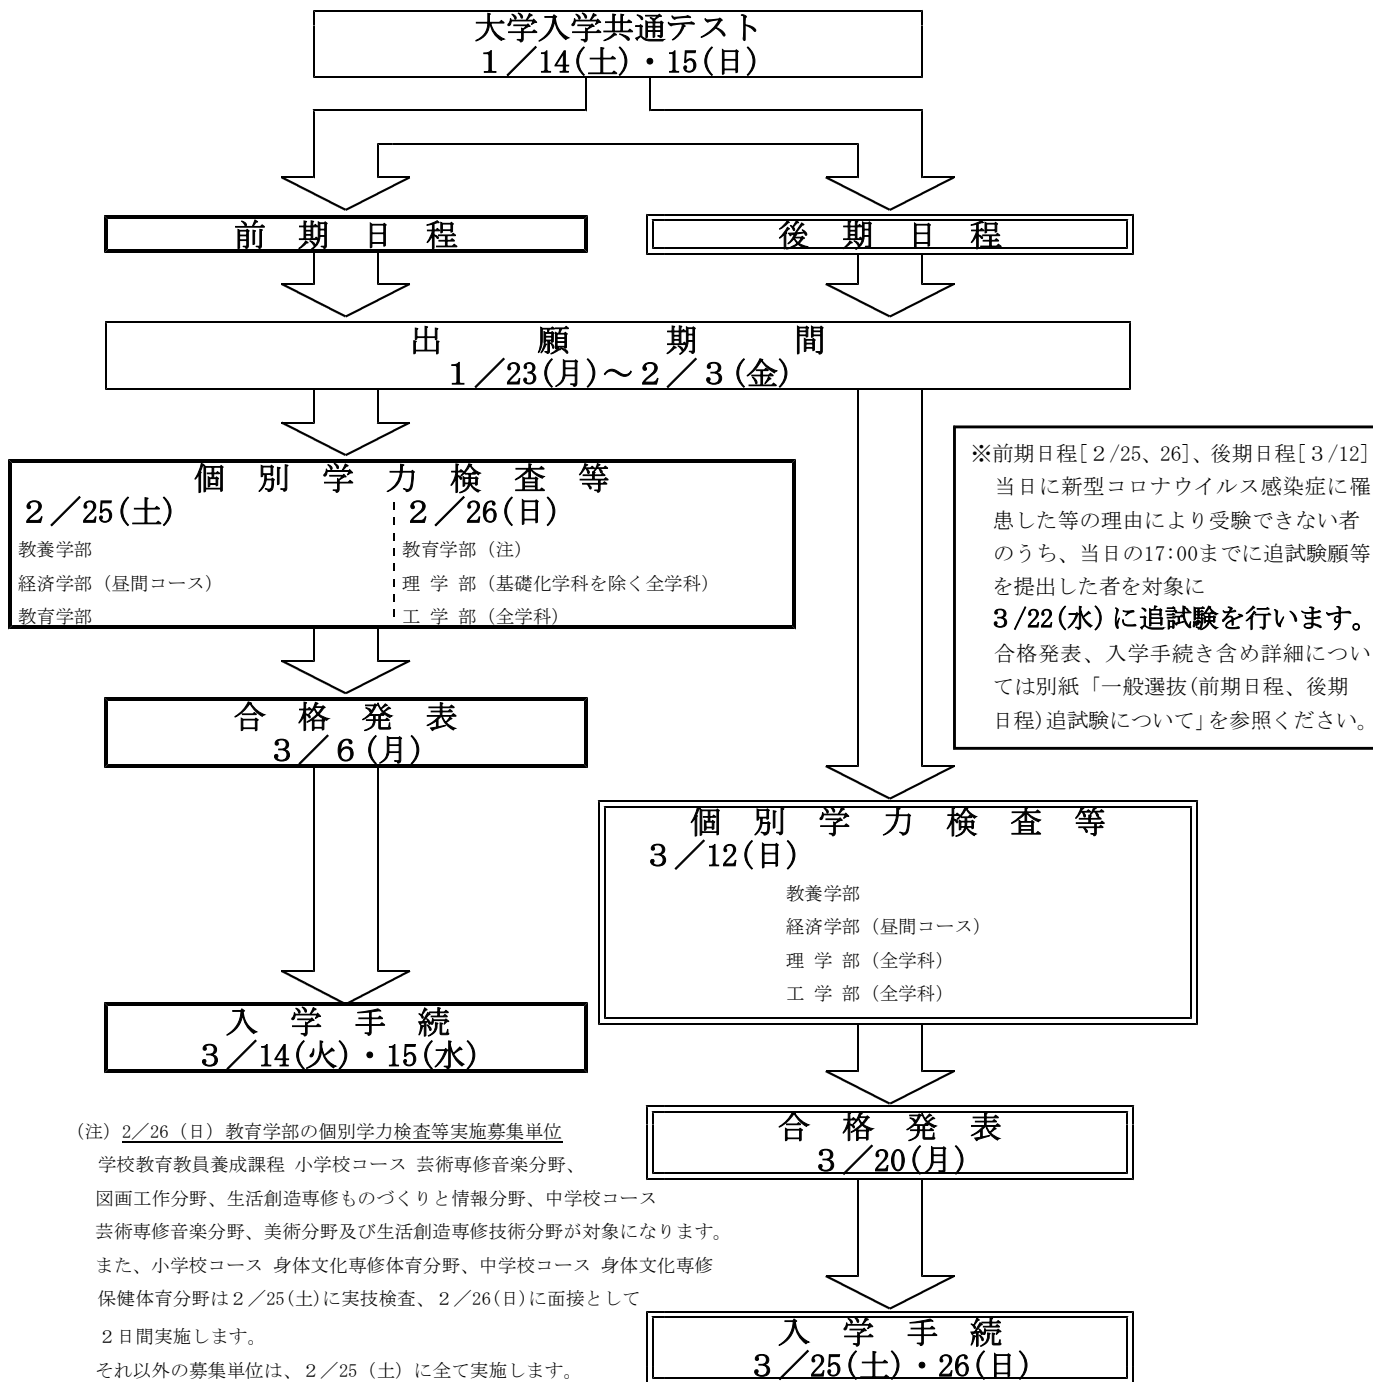 大学入学共通テスト
１／14(土)・15(日)
前　期　日　程
後　期　日　程
出　願　期　間
１／23(月)～２／３(金)
個　別　学　力　検　査　等
２／25(土)
教養学部
経済学部（昼間コース）
教育学部
２／26(日)
教育学部（注）
理 学 部（基礎化学科を除く全学科）
工 学 部（全学科）
※前期日程[２/25、26]、後期日程[３/12]
当日に新型コロナウイルス感染症に罹
患した等の理由により受験できない者
のうち、当日の17:00までに追試験願等
を提出した者を対象に
３/22(水)に追試験を行います。
合格発表、入学手続き含め詳細につい
ては別紙「一般選抜(前期日程、後期
日程)追試験について」を参照ください。
合　格　発　表
３／６(月)
個　別　学　力　検　査　等
３／12(日)
教養学部
経済学部（昼間コース）
理 学 部（全学科）
工 学 部（全学科）
入　学　手　続
３／14(火)・15(水)
合　格　発　表
３／20(月)
入　学　手　続
３／25(土)・26(日)
（注）2／26（日）教育学部の個別学力検査等実施募集単位
学校教育教員養成課程 小学校コース 芸術専修音楽分野、
図画工作分野、生活創造専修ものづくりと情報分野、中学校コース
芸術専修音楽分野、美術分野及び生活創造専修技術分野が対象になります。
また、小学校コース 身体文化専修体育分野、中学校コース 身体文化専修
保健体育分野は２／25(土)に実技検査、２／26(日)に面接として
２日間実施します。
それ以外の募集単位は、２／25（土）に全て実施します。